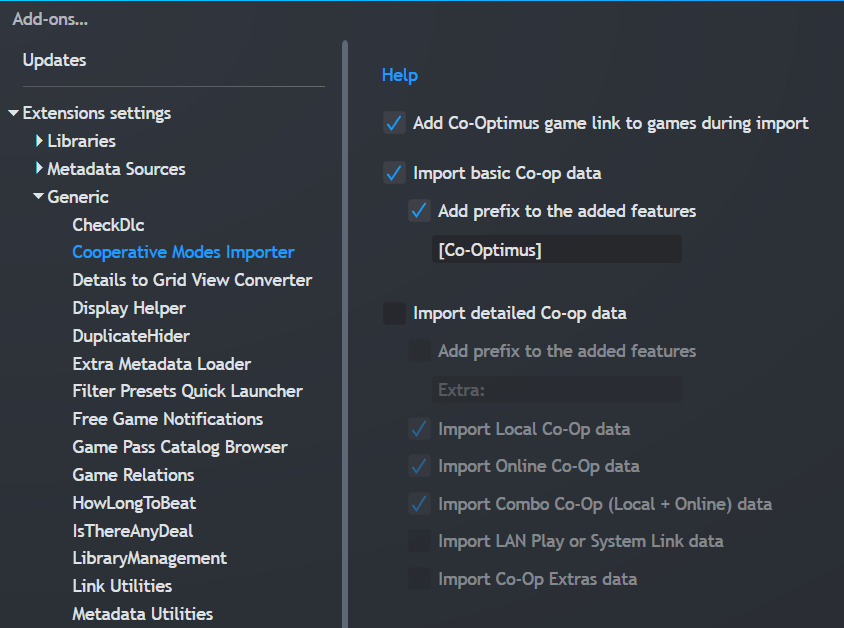 Add-ons...
Updates
Extensions settings
Libraries
Metadata Sources
Generic
CheckDlc
Cooperative Modes Importer
Details to Grid View Converter
Display Helper
DuplicateHider
Extra Metadata Loader
Filter Presets Quick Launcher
Free Game Notifications
Game Pass Catalog Browser
Game Relations
HowLongToBeat
IsThereAnyDeal
LibraryManagement
Link Utilities
Metadata Utilities
Help
Add Co-Optimus game link to games during import
Import basic Co-op data
Add prefix to the added features
[Co-Optimus]
Import detailed Co-op data
Add prefix to the added features
Extra:
Import Local Co-Op data
Import Online Co-Op data
Import Combo Co-Op (Local + Online) data
Import LAN Play or System Link data
Import Co-Op Extras data